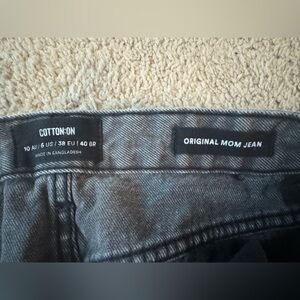 COTTON:ON
10 AU / 6 US / 38 EU / 40 BR
MADE IN BANGLADESH
ORIGINAL MOM JEAN